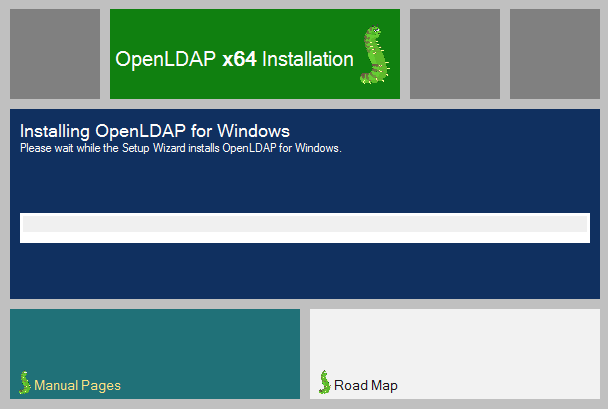 OpenLDAP x64 Installation
Installing OpenLDAP for Windows
Please wait while the Setup Wizard installs OpenLDAP for Windows.
Manual Pages
Road Map